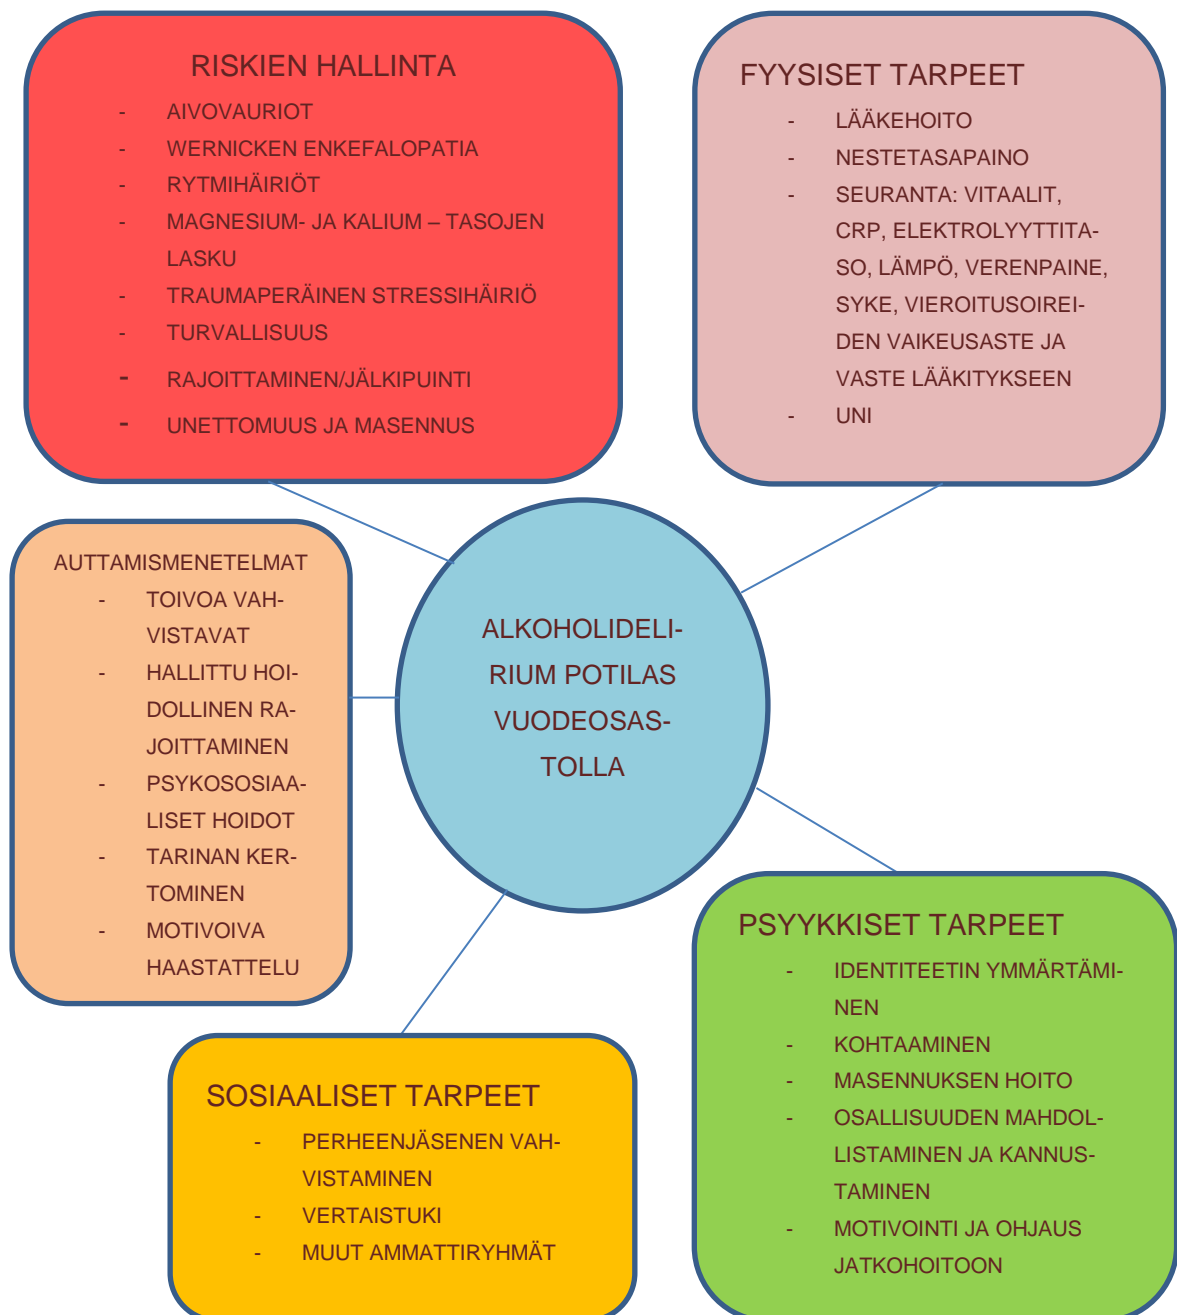 RISKIEN HALLINTA
- AIVOVAURIOT
- WERNICKEN ENKEFALOPATIA
- RYTMIHÄIRIÖT
- MAGNESIUM- JA KALIUM – TASOJEN
LASKU
- TRAUMAPERÄINEN STRESSIHÄIRIÖ
- TURVALLISUUS
- RAJOITTAMINEN/JÄLKIPUINTI
- UNETTOMUUS JA MASENNUS
FYYSISET TARPEET
- LÄÄKEHOITO
- NESTETASAPAINO
- SEURANTA: VITAALIT,
CRP, ELEKTROLYYTTITA-
SO, LÄMPÖ, VERENPAINE,
SYKE, VIEROITUSOIREI-
DEN VAIKEUSASTE JA
VASTE LÄÄKITYKSEEN
- UNI
AUTTAMISMENETELMAT
- TOIVOA VAH-
VISTAVAT
- HALLITTU HOI-
DOLLINEN RA-
JOITTAMINEN
- PSYKOSOSIAA-
LISET HOIDOT
- TARINAN KER-
TOMINEN
- MOTIVOIVA
HAASTATTELU
ALKOHOLIDELI-
RIUM POTILAS
VUODEOSAS-
TOLLA
SOSIAALISET TARPEET
- PERHEENJÄSENEN VAH-
VISTAMINEN
- VERTAISTUKI
- MUUT AMMATTIRYHMÄT
PSYYKKISET TARPEET
- IDENTITEETIN YMMÄRTÄMI-
NEN
- KOHTAAMINEN
- MASENNUKSEN HOITO
- OSALLISUUDEN MAHDOL-
LISTAMINEN JA KANNUS-
TAMINEN
- MOTIVOINTI JA OHJAUS
JATKOHOITOON